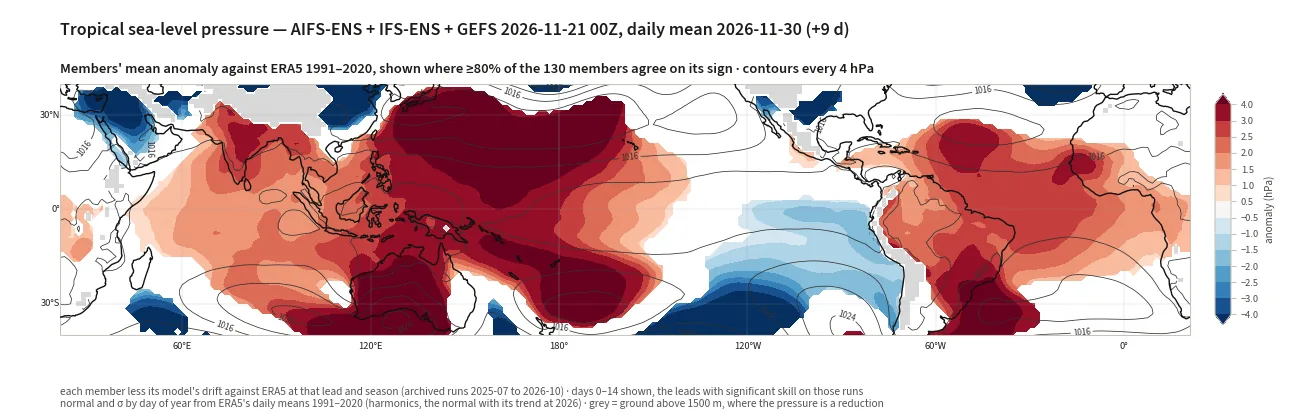 Tropical sea-level pressure — AIFS-ENS + IFS-ENS + GEFS 2026-11-21 00Z, daily mean 2026-11-30 (+9 d)
Members' mean anomaly against ERA5 1991–2020, shown where ≥80% of the 130 members agree on its sign · contours every 4 hPa
30°N
0°
30°S
60°E
120°E
180°
120°W
60°W
0°
1016
1016
1016
1016
1016
1016
1016
1016
1016
1024
1016
4.0
3.0
2.5
2.0
1.5
1.0
0.5
−0.5
−1.0
−1.5
−2.0
−2.5
−3.0
−4.0
anomaly (hPa)
each member less its model's drift against ERA5 at that lead and season (archived runs 2025-07 to 2026-10) · days 0–14 shown, the leads with significant skill on those runs
normal and σ by day of year from ERA5's daily means 1991–2020 (harmonics, the normal with its trend at 2026) · grey = ground above 1500 m, where the pressure is a reduction